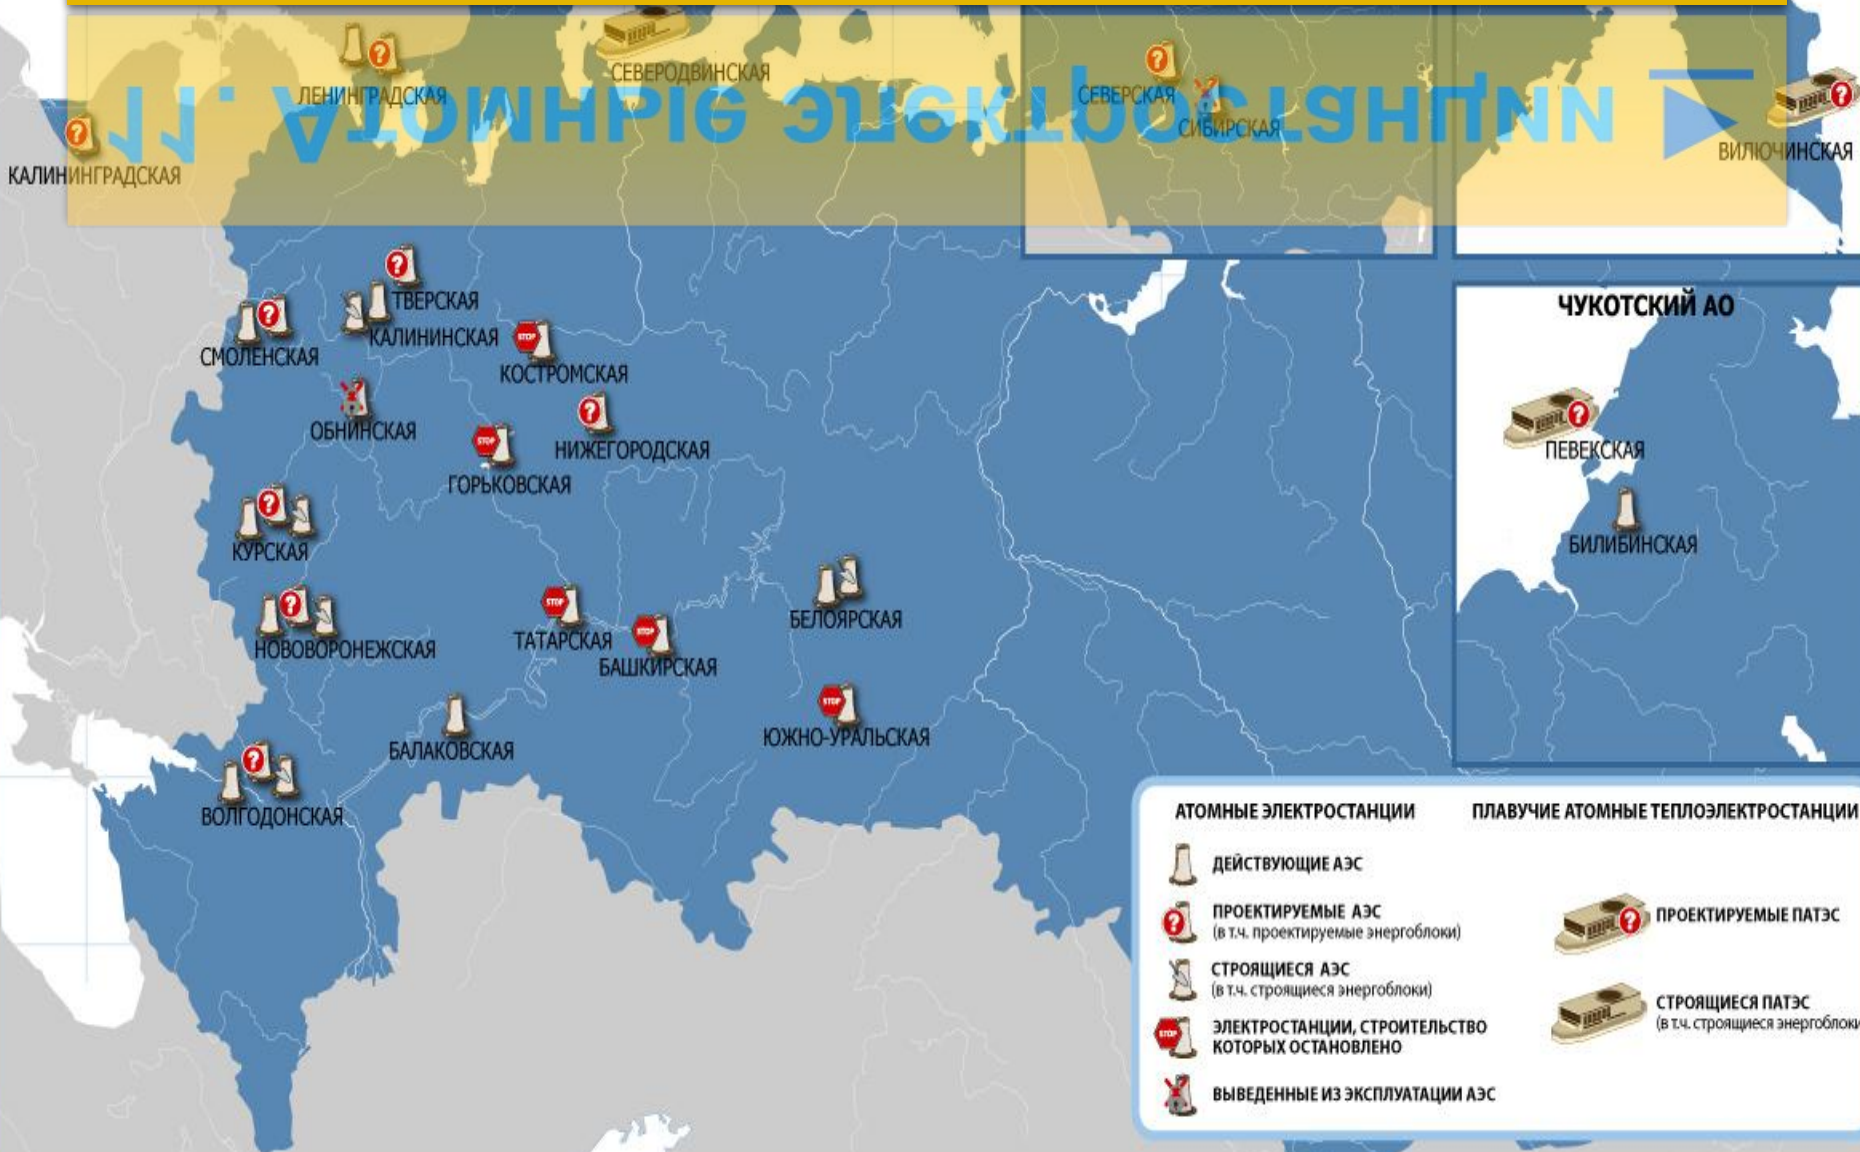 11. Атомные электростанции
ЛЕНИНГРАДСКАЯ
СЕВЕРОДВИНСКАЯ
СЕВЕРСКАЯ
СИБИРСКАЯ
ВИЛЮЧИНСКАЯ
КАЛИНИНГРАДСКАЯ
ТВЕРСКАЯ
КАЛИНИНСКАЯ
СМОЛЕНСКАЯ
КОСТРОМСКАЯ
ОБНИНСКАЯ
НИЖЕГОРОДСКАЯ
ГОРЬКОВСКАЯ
КУРСКАЯ
НОВОВОРОНЕЖСКАЯ
ТАТАРСКАЯ
БАШКИРСКАЯ
БЕЛОЯРСКАЯ
БАЛАКОВСКАЯ
ЮЖНО-УРАЛЬСКАЯ
ВОЛГОДОНСКАЯ
ЧУКОТСКИЙ АО
ПЕВЕКСКАЯ
БИЛИБИНСКАЯ
АТОМНЫЕ ЭЛЕКТРОСТАНЦИИ
ДЕЙСТВУЮЩИЕ АЭС
ПРОЕКТИРУЕМЫЕ АЭС
(в т.ч. проектируемые энергоблоки)
СТРОЯЩИЕСЯ АЭС
(в т.ч. строящиеся энергоблоки)
ЭЛЕКТРОСТАНЦИИ, СТРОИТЕЛЬСТВО
КОТОРЫХ ОСТАНОВЛЕНО
ВЫВЕДЕННЫЕ ИЗ ЭКСПЛУАТАЦИИ АЭС
ПЛАВУЧИЕ АТОМНЫЕ ТЕПЛОЭЛЕКТРОСТАНЦИИ
ПРОЕКТИРУЕМЫЕ ПАТЭС
СТРОЯЩИЕСЯ ПАТЭС
(в т.ч. строящиеся энергоблоки